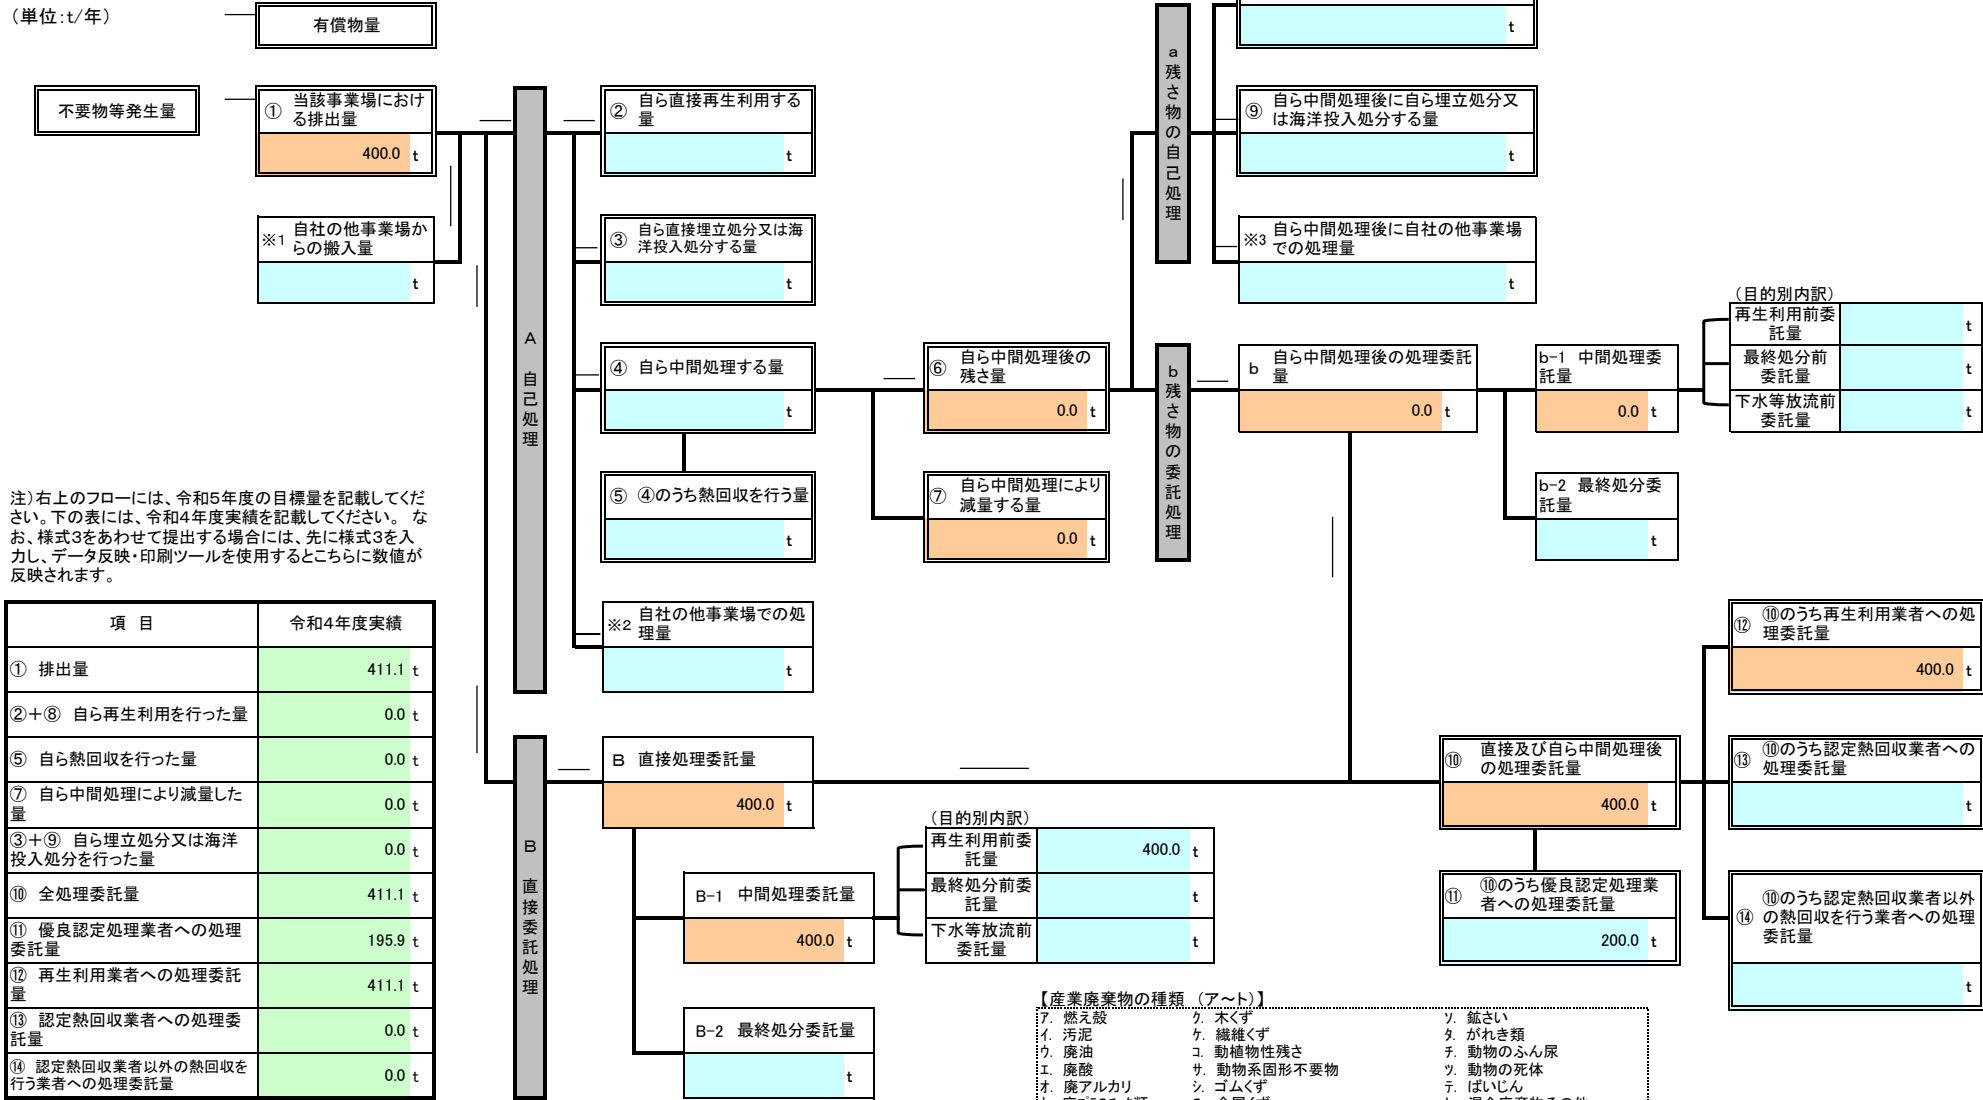 （単位：t/年）
有償物量
t
不要物等発生量
① 当該事業場におけ
る排出量
400.0 t
※1 自社の他事業場か
らの搬入量
t
A 自己処理
② 自ら直接再生利用する
量
t
③ 自ら直接埋立処分又は海
洋投入処分する量
t
④ 自ら中間処理する量
t
⑤ ④のうち熱回収を行う量
t
※2 自社の他事業場での処
理量
t
⑥ 自ら中間処理後の
残さ量
0.0 t
⑦ 自ら中間処理により
減量する量
0.0 t
a 残さ物の自己処理
⑨ 自ら中間処理後に自ら埋立処分又
は海洋投入処分する量
t
※3 自ら中間処理後に自社の他事業場
での処理量
t
b 残さ物の委託処理
b 自ら中間処理後の処理委託
量
0.0 t
b-1 中間処理委
託量
0.0 t
b-2 最終処分委
託量
t
（目的別内訳）
再生利用前委
託量
t
最終処分前
委託量
t
下水等放流前
委託量
t
注）右上のフローには、令和5年度の目標量を記載してくだ
さい。下の表には、令和4年度実績を記載してください。 な
お、様式3をあわせて提出する場合には、先に様式3を入
力し、データ反映・印刷ツールを使用するとこちらに数値が
反映されます。
項 目 令和4年度実績
① 排出量 411.1 t
②＋⑧ 自ら再生利用を行った量 0.0 t
⑤ 自ら熱回収を行った量 0.0 t
⑦ 自ら中間処理により減量した
量 0.0 t
③＋⑨ 自ら埋立処分又は海洋
投入処分を行った量 0.0 t
⑩ 全処理委託量 411.1 t
⑪ 優良認定処理業者への処理
委託量 195.9 t
⑫ 再生利用業者への処理委託
量 411.1 t
⑬ 認定熱回収業者への処理委
託量 0.0 t
⑭ 認定熱回収業者以外の熱回収を
行う業者への処理委託量 0.0 t
B 直接委託処理
B 直接処理委託量
400.0 t
B-1 中間処理委託量
400.0 t
B-2 最終処分委託量
t
（目的別内訳）
再生利用前委
託量
400.0 t
最終処分前委
託量
t
下水等放流前
委託量
t
⑩ 直接及び自ら中間処理後
の処理委託量
400.0 t
⑪ ⑩のうち優良認定処理業
者への処理委託量
200.0 t
⑫ ⑩のうち再生利用業者への処
理委託量
400.0 t
⑬ ⑩のうち認定熱回収業者への
処理委託量
t
⑭ ⑩のうち認定熱回収業者以外
の熱回収を行う業者への処理
委託量
t
【産業廃棄物の種類 （ア～ト）】
ア. 燃え殻 ク. 木くず ソ. 鉱さい
イ. 汚泥 ケ. 繊維くず タ. がれき類
ウ. 廃油 コ. 動植物性残さ チ. 動物のふん尿
エ. 廃酸 サ. 動物系固形不要物 ツ. 動物の死体
オ. 廃アルカリ シ. ゴムくず テ. ばいじん